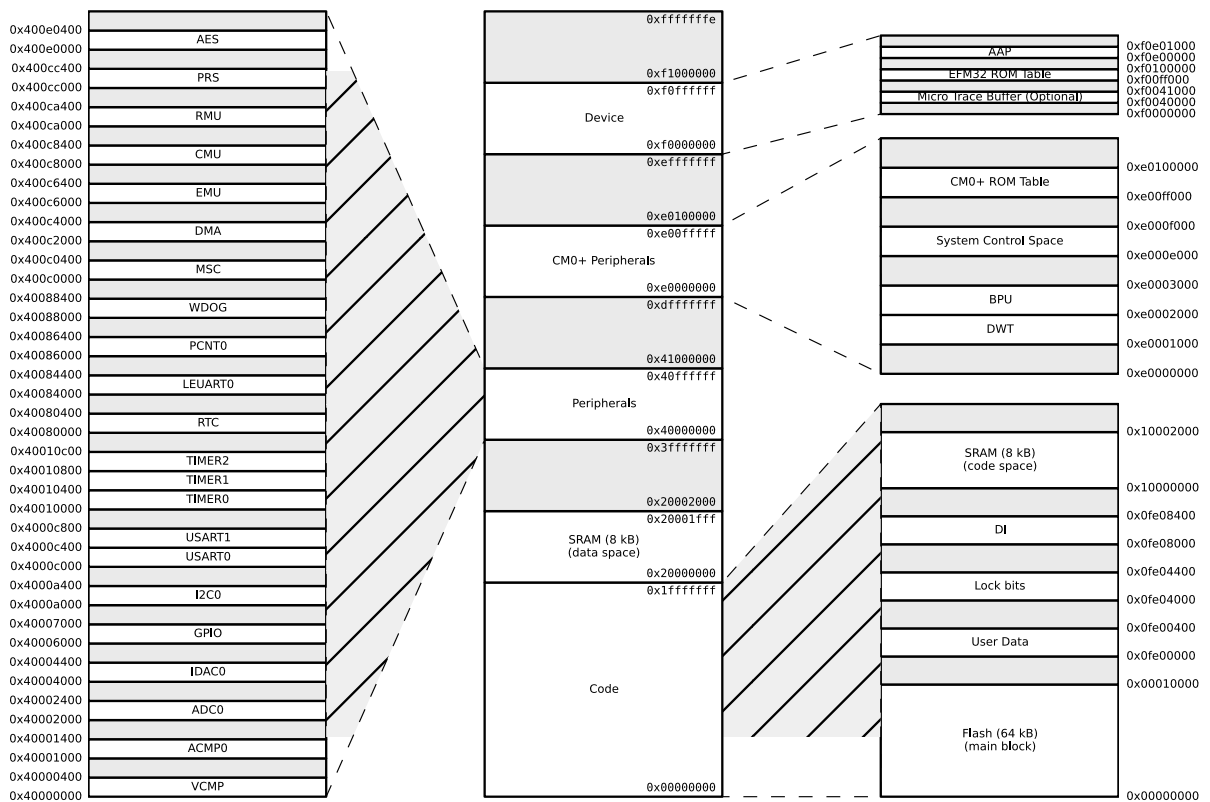 0x400e0400
AES
0x400e0000
0x400cc400
PRS
0x400cc000
0x400ca400
RMU
0x400ca000
0x400c8400
CMU
0x400c8000
0x400c6400
EMU
0x400c6000
0x400c4000
DMA
0x400c2000
0x400c0400
MSC
0x400c0000
0x40088400
WDOG
0x40088000
0x40086400
PCNT0
0x40086000
0x40084400
LEUART0
0x40084000
0x40080400
RTC
0x40080000
0x40010c00
TIMER2
0x40010800
TIMER1
0x40010400
TIMER0
0x40010000
0x4000c800
USART1
0x4000c400
USART0
0x4000c000
0x4000a400
I2C0
0x4000a000
0x40007000
GPIO
0x40006000
0x40004400
IDAC0
0x40004000
0x40002400
ADC0
0x40002000
0x40001400
ACMP0
0x40001000
0x40000400
VCMP
0x40000000
0xfffffffe
0xf1000000
0xf0ffffff
Device
0xf0000000
0xefffffff
0xe0100000
0xe00fffff
CM0+ Peripherals
0xe0000000
0xdfffffff
0x41000000
0x40ffffff
Peripherals
0x40000000
0x3fffffff
0x20002000
0x20001fff
SRAM (8 kB)
(data space)
0x20000000
0x1fffffff
Code
0x00000000
0xf0e01000
AAP
0xf0e00000
0xf0100000
EFM32 ROM Table
0xf00ff000
0xf0041000
Micro Trace Buffer (Optional)
0xf0040000
0xf0000000
0xe0100000
CM0+ ROM Table
0xe00ff000
0xe000f000
System Control Space
0xe000e000
0xe0003000
BPU
0xe0002000
DWT
0xe0001000
0xe0000000
0x10002000
SRAM (8 kB)
(code space)
0x10000000
0x0fe08400
DI
0x0fe08000
0x0fe04400
Lock bits
0x0fe04000
0x0fe00400
User Data
0x0fe00000
0x00010000
Flash (64 kB)
(main block)
0x00000000